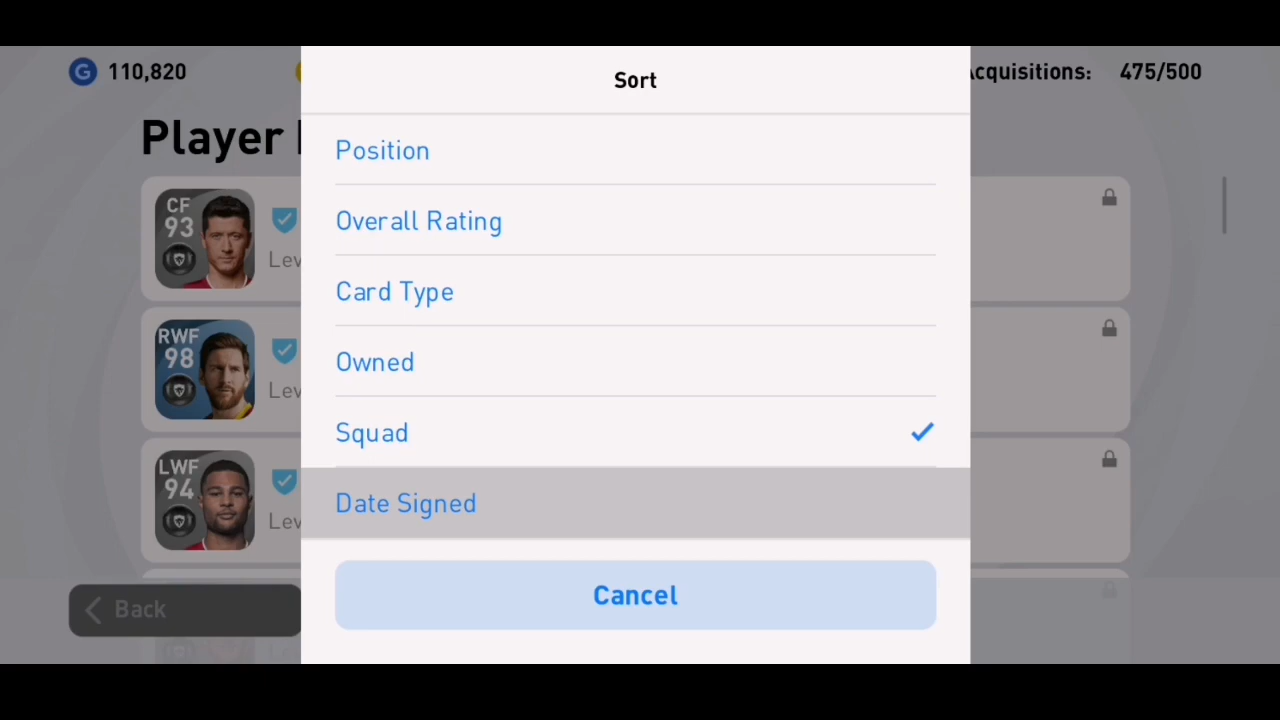 G 110,820
cquisitions: 475/500
Sort
Player
Position
CF
93
Overall Rating
Lev
Card Type
RWF
98
Owned
Lev
Squad
LWF
94
Date Signed
Lev
Cancel
Back